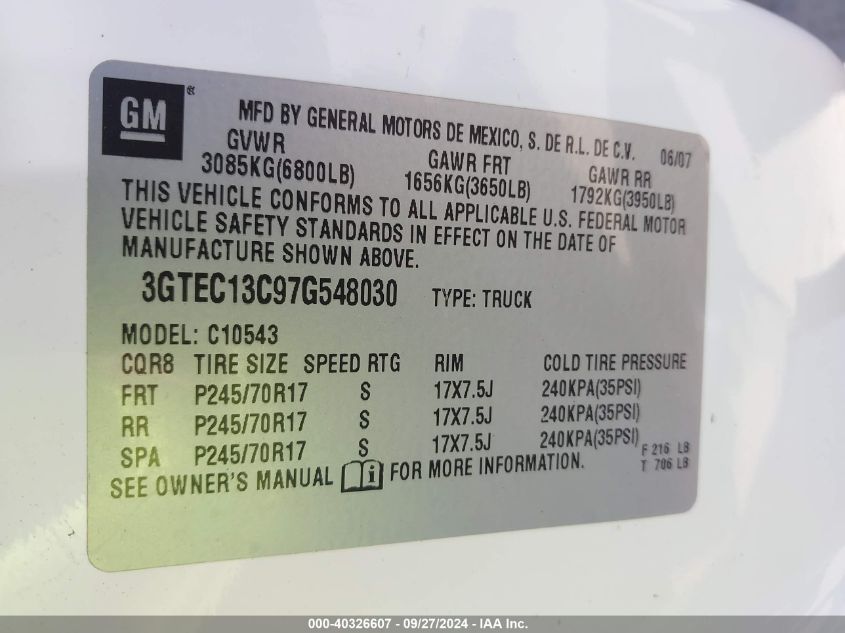 GM ®
MFD BY GENERAL MOTORS DE MEXICO, S. DE R.L. DE C.V. 06/07
GVWR GAWR FRT GAWR RR
3085KG(6800LB) 1656KG(3650LB) 1792KG(3950LB)
THIS VEHICLE CONFORMS TO ALL APPLICABLE U.S. FEDERAL MOTOR
VEHICLE SAFETY STANDARDS IN EFFECT ON THE DATE OF
MANUFACTURE SHOWN ABOVE.
3GTEC13C97G548030 TYPE: TRUCK
MODEL: C10543
CQR8 TIRE SIZE SPEED RTG RIM COLD TIRE PRESSURE
FRT P245/70R17 S 17X7.5J 240KPA(35PSI)
RR P245/70R17 S 17X7.5J 240KPA(35PSI)
SPA P245/70R17 S 17X7.5J 240KPA(35PSI)
F 216 LB
T 706 LB
SEE OWNER'S MANUAL i FOR MORE INFORMATION.
000-40326607 / 09/27/2024 - IAA Inc.